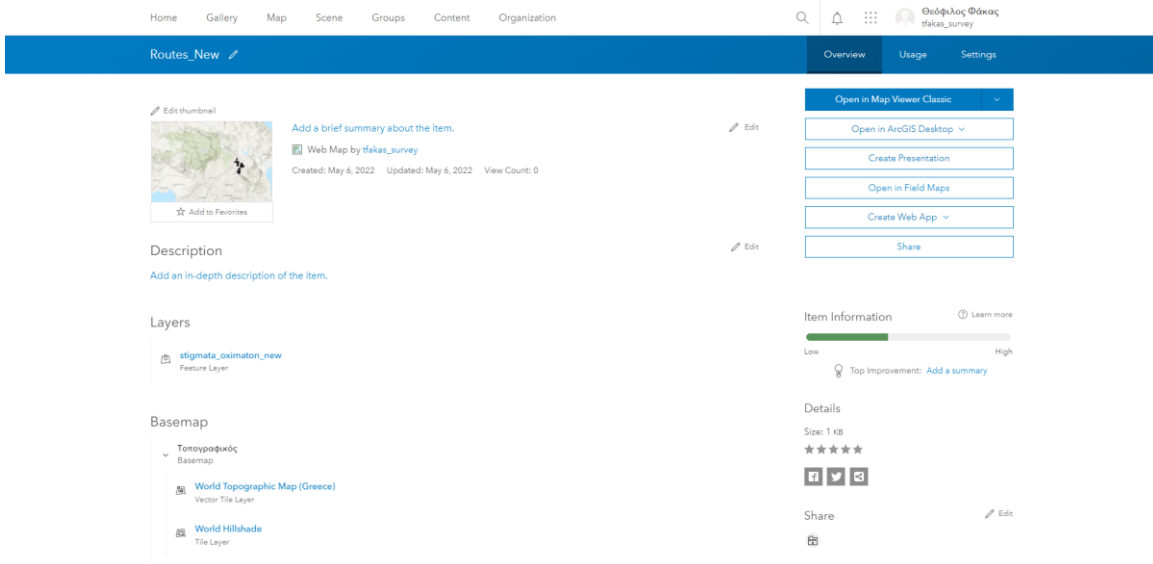 Home Gallery Map Scene Groups Content Organization
Θεόφιλος Φάκας
tfakas_survey
Routes_New
Overview Usage Settings
Edit thumbnail
Add to Favorites
Add a brief summary about the item.
Edit
Web Map by tfakas_survey
Created: May 6, 2022 Updated: May 6, 2022 View Count: 0
Open in Map Viewer Classic
Open in ArcGIS Desktop
Create Presentation
Open in Field Maps
Create Web App
Share
Description
Edit
Add an in-depth description of the item.
Layers
stigmata_oximaton_new
Feature Layer
Basemap
Τοπογραφικός
Basemap
World Topographic Map (Greece)
Vector Tile Layer
World Hillshade
Tile Layer
Item Information
Learn more
Low High
Top Improvement: Add a summary
Details
Size: 1 KB
Share
Edit